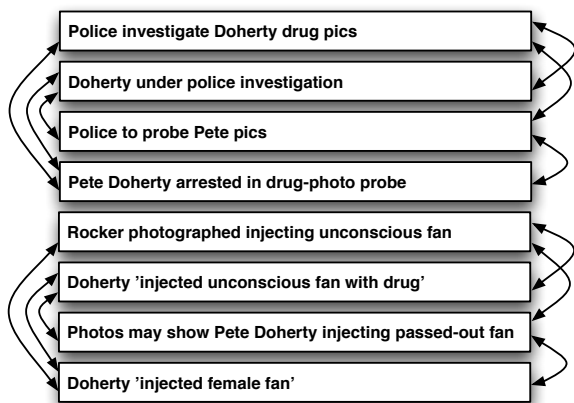 Police investigate Doherty drug pics
Doherty under police investigation
Police to probe Pete pics
Pete Doherty arrested in drug-photo probe
Rocker photographed injecting unconscious fan
Doherty ’injected unconscious fan with drug’
Photos may show Pete Doherty injecting passed-out fan
Doherty ’injected female fan’